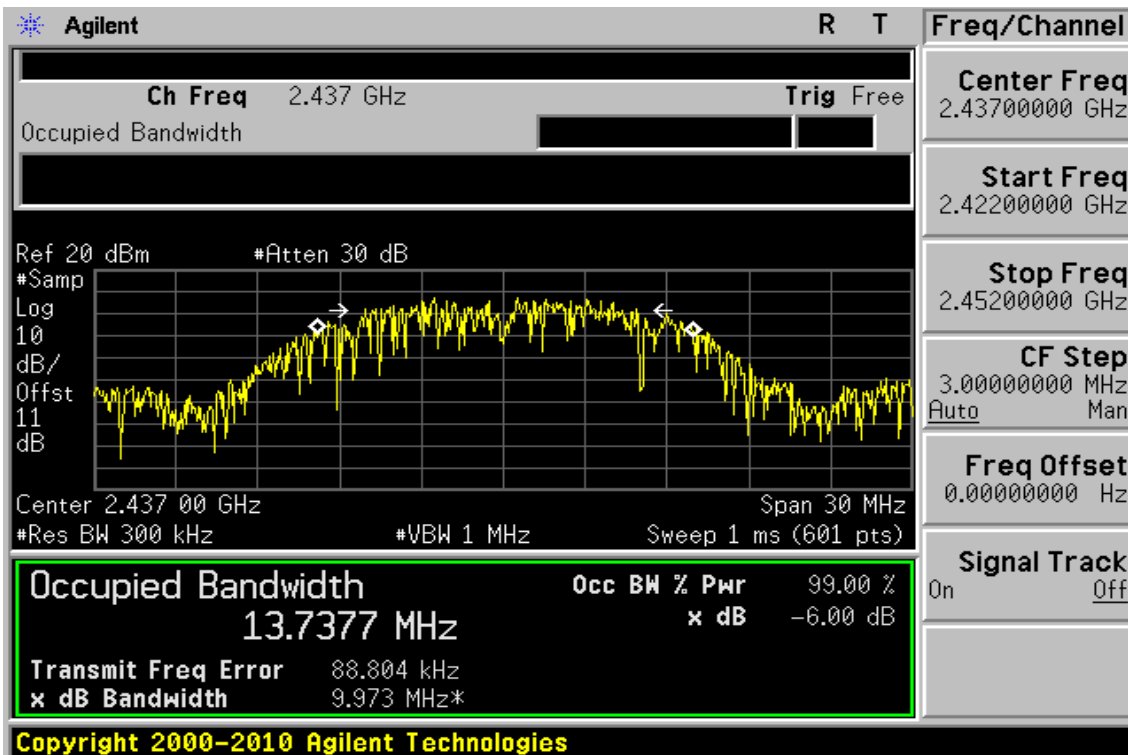 Agilent R T
Ch Freq 2.437 GHz Trig Free
Occupied Bandwidth
Ref 20 dBm #Atten 30 dB
#Samp
Log
10
dB/
Offst
11
dB
Center 2.437 00 GHz Span 30 MHz
#Res BW 300 kHz #VBW 1 MHz Sweep 1 ms (601 pts)
Occupied Bandwidth Occ BW % Pwr 99.00 %
13.7377 MHz x dB -6.00 dB
Transmit Freq Error 88.804 kHz
x dB Bandwidth 9.973 MHz*
Copyright 2000-2010 Agilent Technologies
Freq/Channel
Center Freq
2.43700000 GHz
Start Freq
2.42200000 GHz
Stop Freq
2.45200000 GHz
CF Step
3.00000000 MHz
Auto Man
Freq Offset
0.00000000 Hz
Signal Track
On Off